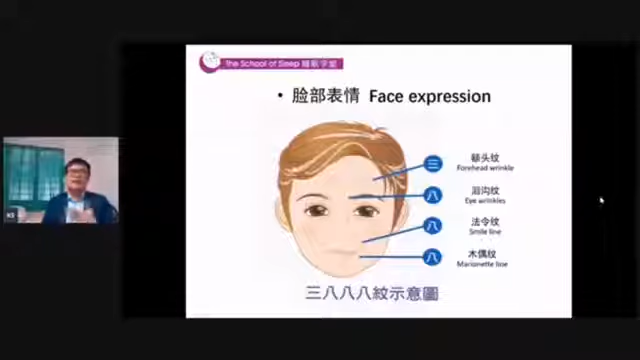 The School of Sleep 睡眠学堂
• 脸部表情 Face expression
三
额头纹
Forehead wrinkle
八
泪沟纹
Eye wrinkles
八
法令纹
Smile line
八
木偶纹
Marionette line
三八八八紋示意圖